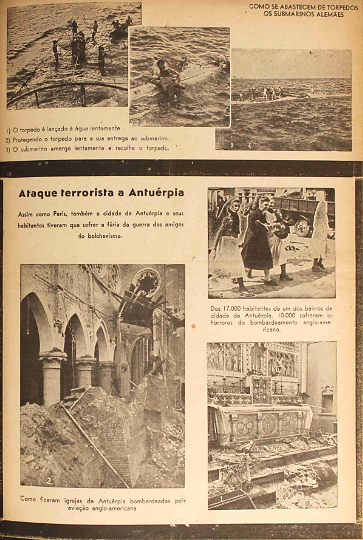 COMO SE ABASTECEM DE TORPEDOS
OS SUBMARINOS ALEMÃES
1) O torpedo é lançado à água lentamente
2) Protegendo o torpedo para a sua entrega ao submarino.
3) O submarino emerge lentamente e recolhe o torpedo.
3
Ataque terrorista a Antuérpia
Assim como Paris, também a cidade de Antuérpia e seus
habitantes tiveram que sofrer a fúria da guerra dos amigos
do bolchevismo.
Dos 17.000 habitantes de um dos bairros da
cidade de Antuérpia, 10.000 sofreram os
horrores do bombardeamento anglo-ame-
ricano.
2
Como ficaram igrejas de Antuérpia bombardeadas pela
aviação anglo-americana